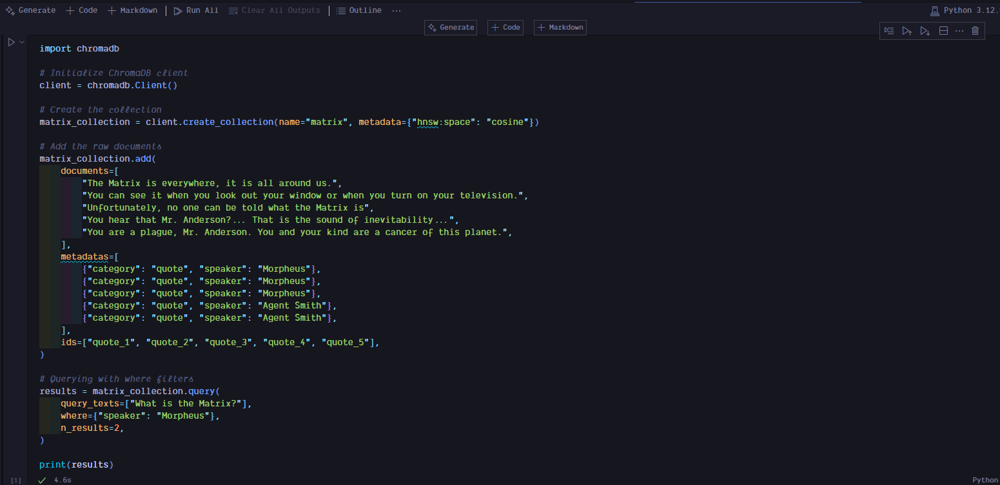 Generate + Code + Markdown Run All Clear All Outputs Outline ... Python 3.12.
Generate + Code + Markdown
import chromadb
# Initialize ChromaDB client
client = chromadb.Client()
# Create the collection
matrix_collection = client.create_collection(name="matrix", metadata={"hnsw:space": "cosine"})
# Add the raw documents
matrix_collection.add(
documents=[
"The Matrix is everywhere, it is all around us.",
"You can see it when you look out your window or when you turn on your television.",
"Unfortunately, no one can be told what the Matrix is",
"You hear that Mr. Anderson?... That is the sound of inevitability...",
"You are a plague, Mr. Anderson. You and your kind are a cancer of this planet.",
],
metadatas=[
{"category": "quote", "speaker": "Morpheus"},
{"category": "quote", "speaker": "Morpheus"},
{"category": "quote", "speaker": "Morpheus"},
{"category": "quote", "speaker": "Agent Smith"},
{"category": "quote", "speaker": "Agent Smith"},
],
ids=["quote_1", "quote_2", "quote_3", "quote_4", "quote_5"],
)
# Querying with where filters
results = matrix_collection.query(
query_texts=["What is the Matrix?"],
where={"speaker": "Morpheus"},
n_results=2,
)
print(results)
[1] ✓ 4.6s Python